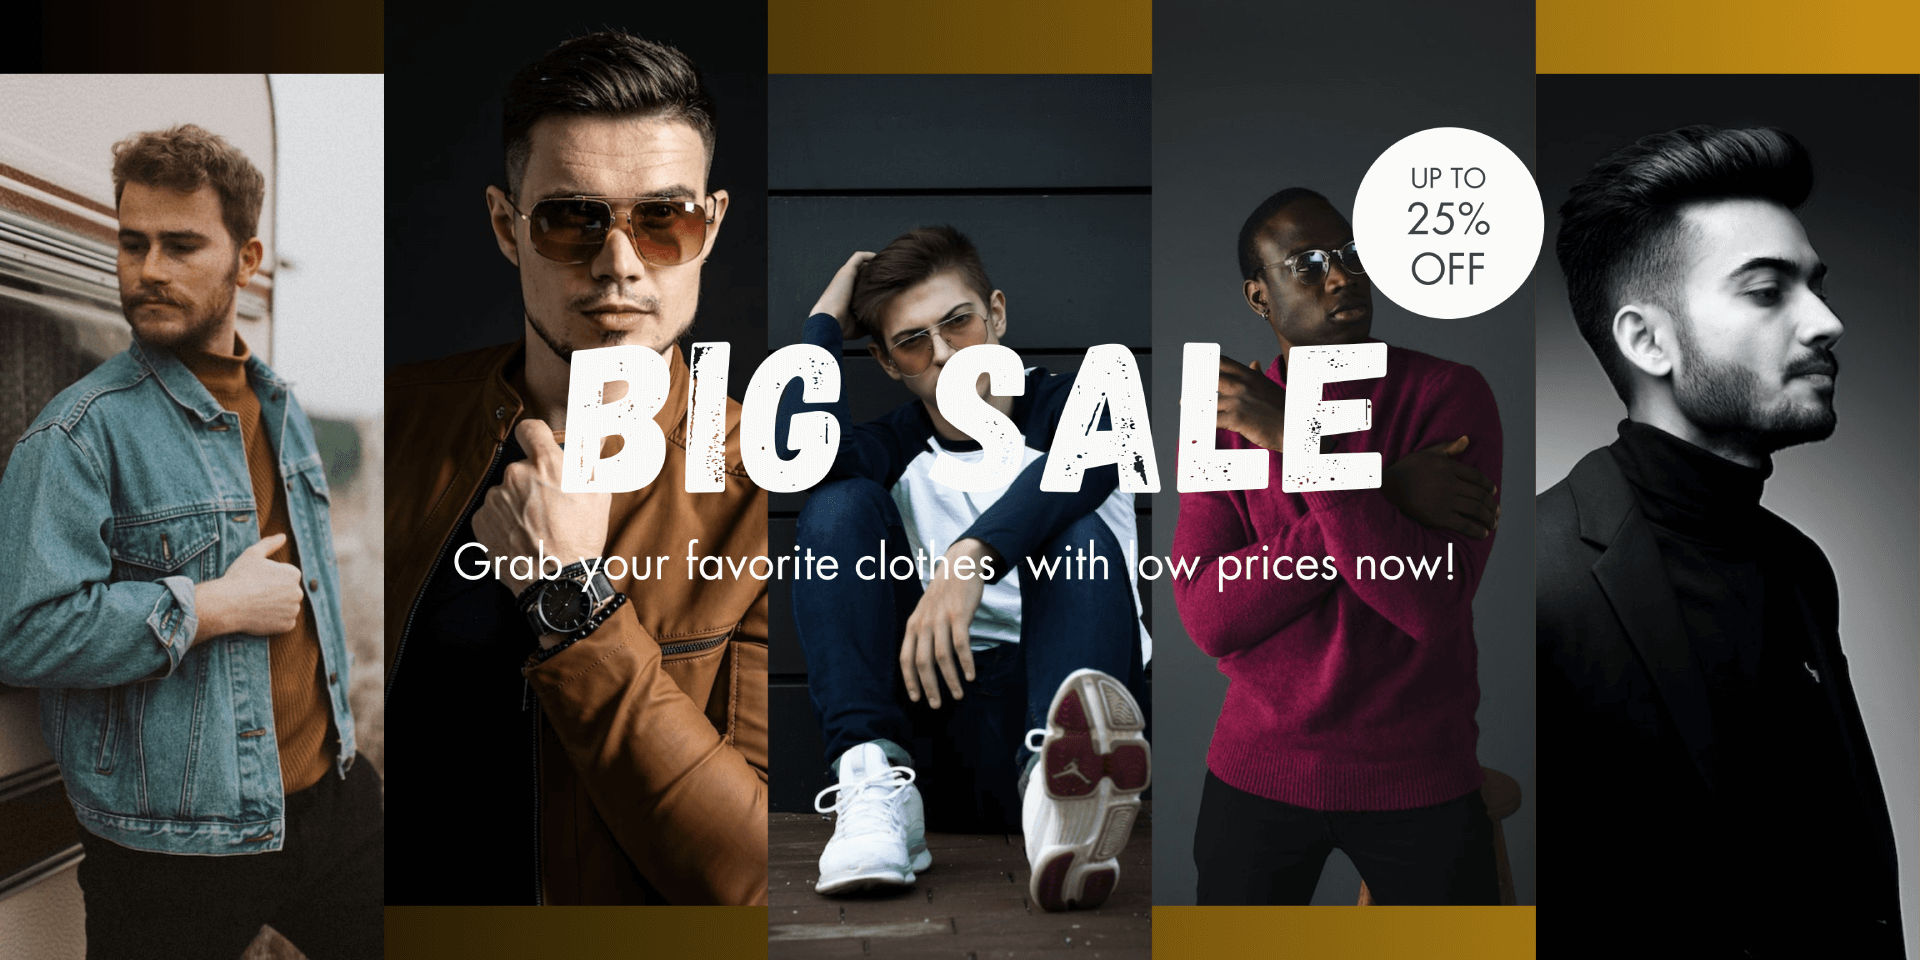 UP TO
25%
OFF
BIG SALE
Grab your favorite clothes  with low prices now!